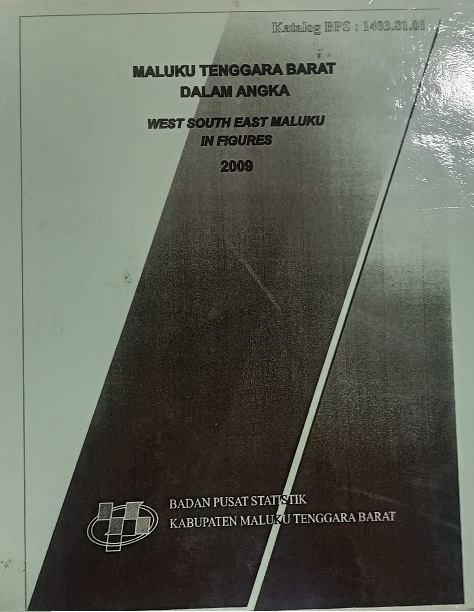 Katalog BPS : 1403.81.01
MALUKU TENGGARA BARAT
DALAM ANGKA
WEST SOUTH EAST MALUKU
IN FIGURES
2009
BADAN PUSAT STATISTIK
KABUPATEN MALUKU TENGGARA BARAT